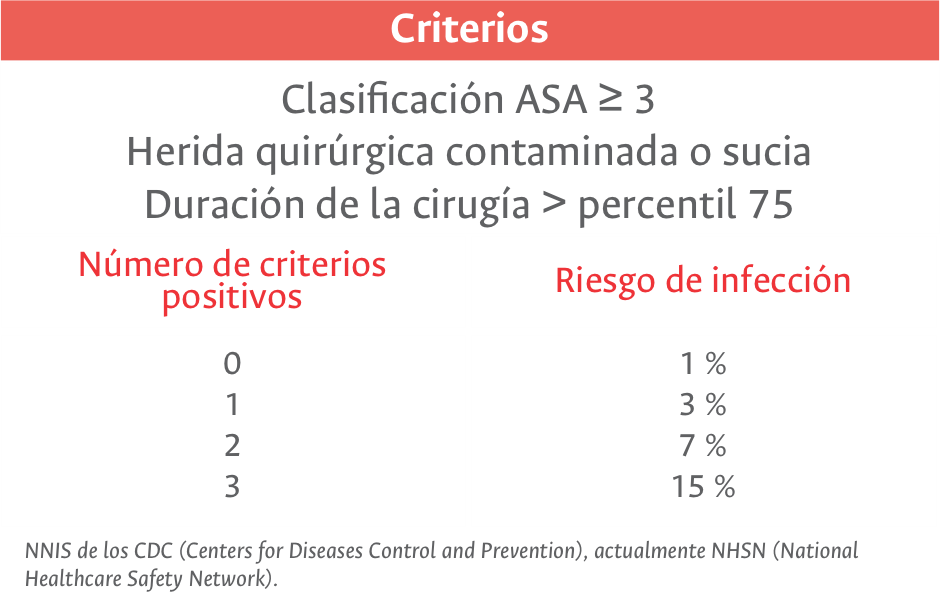 Criterios
Clasificación ASA ≥ 3
Herida quirúrgica contaminada o sucia
Duración de la cirugía > percentil 75
Número de criterios
positivos
Riesgo de infección
0
1 %
1
3 %
2
7 %
3
15 %
NNIS de los CDC (Centers for Diseases Control and Prevention), actualmente NHSN (National
Healthcare Safety Network).